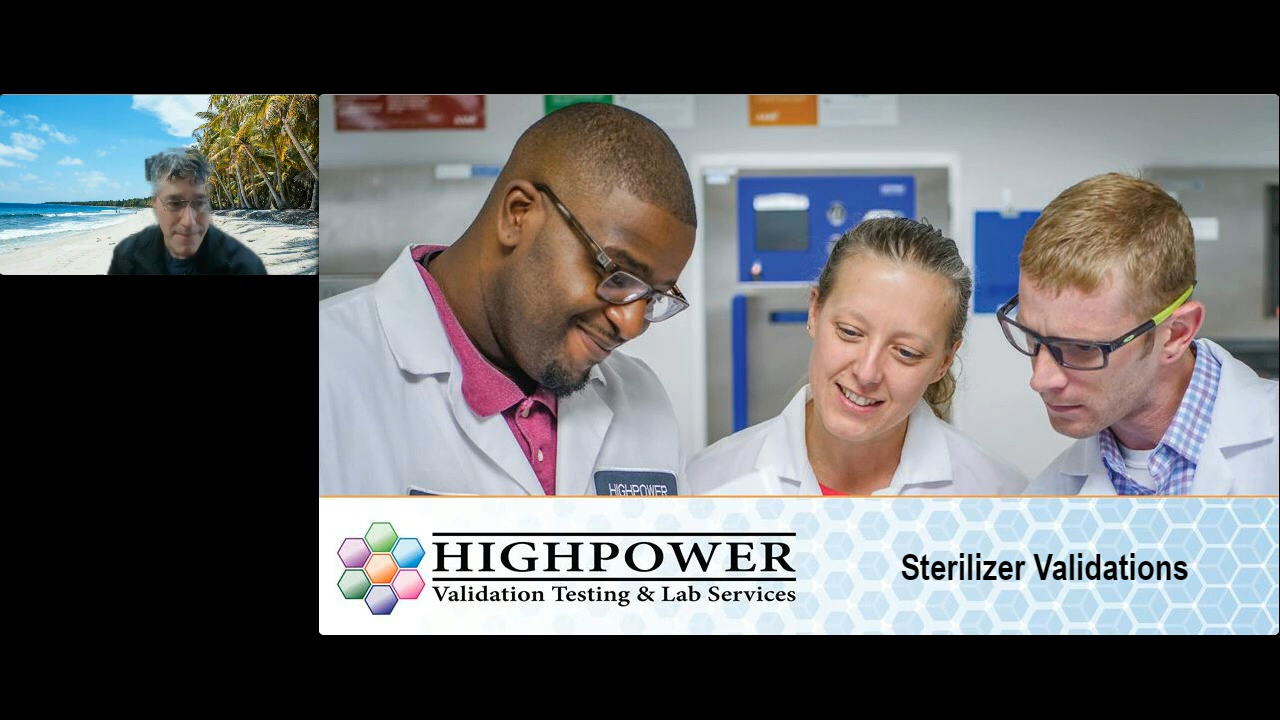 HIGHPOWER
HIGHPOWER
Validation Testing & Lab Services
Sterilizer Validations